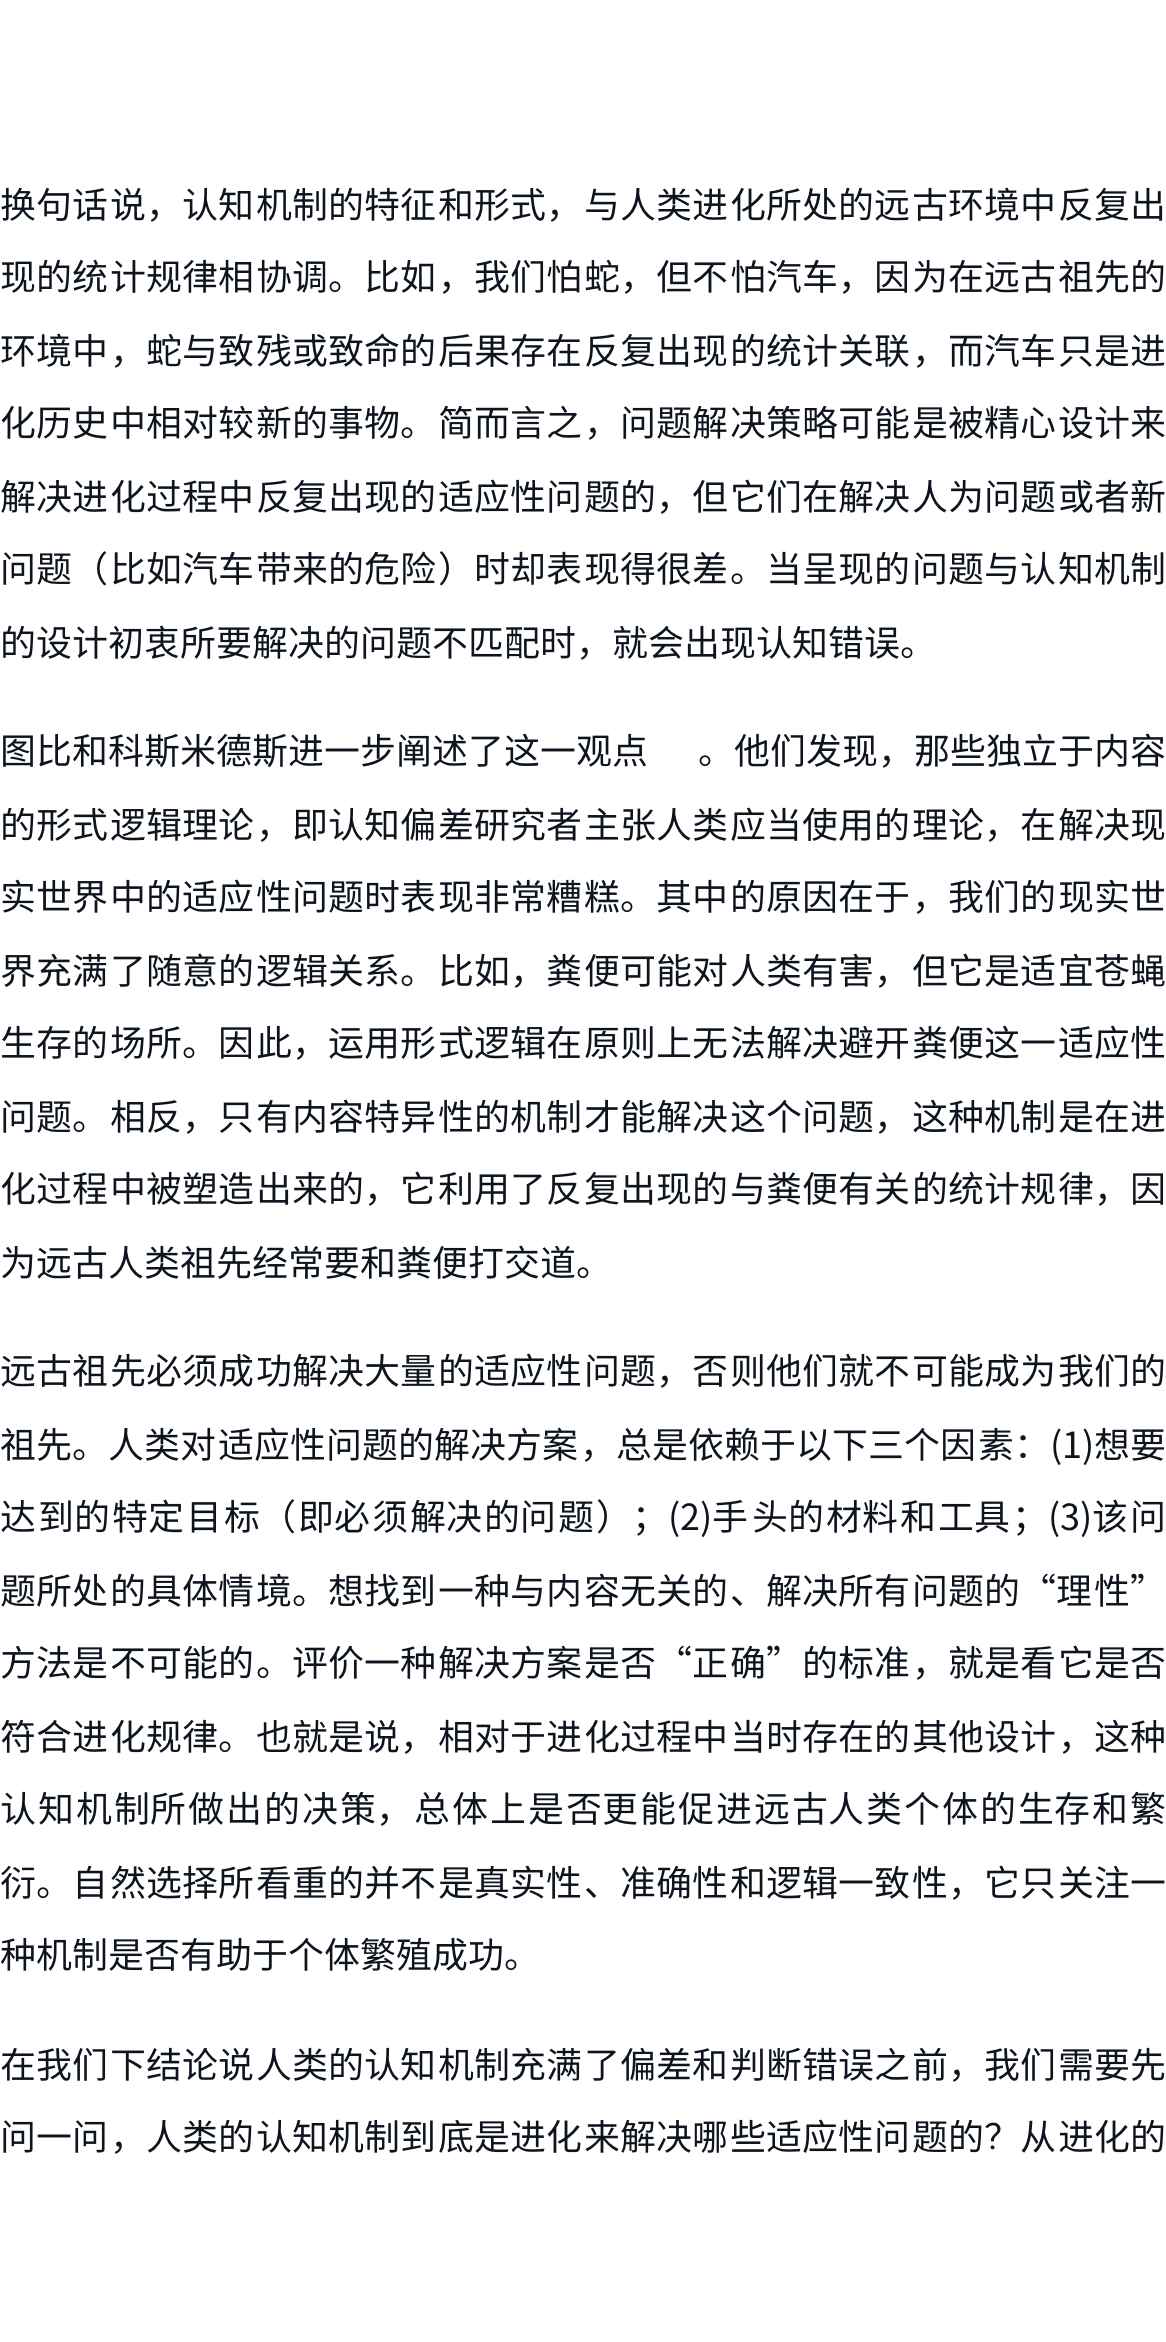 换句话说，认知机制的特征和形式，与人类进化所处的远古环境中反复出
现的统计规律相协调。比如，我们怕蛇，但不怕汽车，因为在远古祖先的
环境中，蛇与致残或致命的后果存在反复出现的统计关联，而汽车只是进
化历史中相对较新的事物。简而言之，问题解决策略可能是被精心设计来
解决进化过程中反复出现的适应性问题的，但它们在解决人为问题或者新
问题（比如汽车带来的危险）时却表现得很差。当呈现的问题与认知机制
的设计初衷所要解决的问题不匹配时，就会出现认知错误。
图比和科斯米德斯进一步阐述了这一观点 。他们发现，那些独立于内容
的形式逻辑理论，即认知偏差研究者主张人类应当使用的理论，在解决现
实世界中的适应性问题时表现非常糟糕。其中的原因在于，我们的现实世
界充满了随意的逻辑关系。比如，粪便可能对人类有害，但它是适宜苍蝇
生存的场所。因此，运用形式逻辑在原则上无法解决避开粪便这一适应性
问题。相反，只有内容特异性的机制才能解决这个问题，这种机制是在进
化过程中被塑造出来的，它利用了反复出现的与粪便有关的统计规律，因
为远古人类祖先经常要和粪便打交道。
远古祖先必须成功解决大量的适应性问题，否则他们就不可能成为我们的
祖先。人类对适应性问题的解决方案，总是依赖于以下三个因素：(1)想要
达到的特定目标（即必须解决的问题）；(2)手头的材料和工具；(3)该问
题所处的具体情境。想找到一种与内容无关的、解决所有问题的“理性”
方法是不可能的。评价一种解决方案是否“正确”的标准，就是看它是否
符合进化规律。也就是说，相对于进化过程中当时存在的其他设计，这种
认知机制所做出的决策，总体上是否更能促进远古人类个体的生存和繁
衍。自然选择所看重的并不是真实性、准确性和逻辑一致性，它只关注一
种机制是否有助于个体繁殖成功。
在我们下结论说人类的认知机制充满了偏差和判断错误之前，我们需要先
问一问，人类的认知机制到底是进化来解决哪些适应性问题的？从进化的